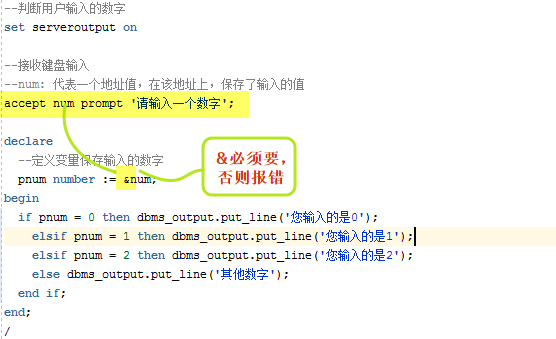 --判断用户输入的数字
set serveroutput on
--接收键盘输入
--num: 代表一个地址值，在该地址上，保存了输入的值
accept num prompt '请输入一个数字';
declare
--定义变量保存输入的数字
pnum number := &num;
&必须要，
否则报错
begin
if pnum = 0 then dbms_output.put_line('您输入的是0');
elsif pnum = 1 then dbms_output.put_line('您输入的是1');
elsif pnum = 2 then dbms_output.put_line('您输入的是2');
else dbms_output.put_line('其他数字');
end if;
end;
/